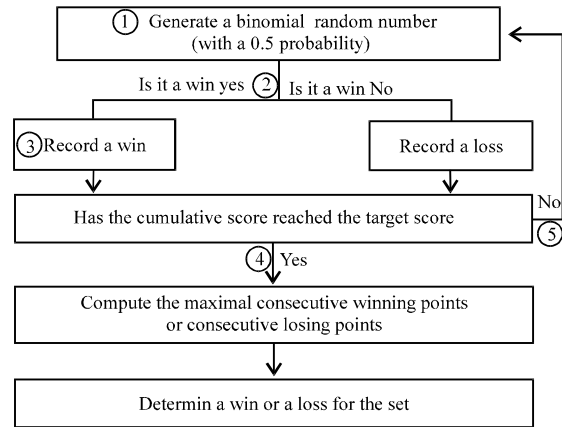 ① Generate a binomial random number
(with a 0.5 probability)
Is it a win yes ② Is it a win No
③ Record a win
Record a loss
Has the cumulative score reached the target score
No
⑤
④ Yes
Compute the maximal consecutive winning points
or consecutive losing points
Determin a win or a loss for the set